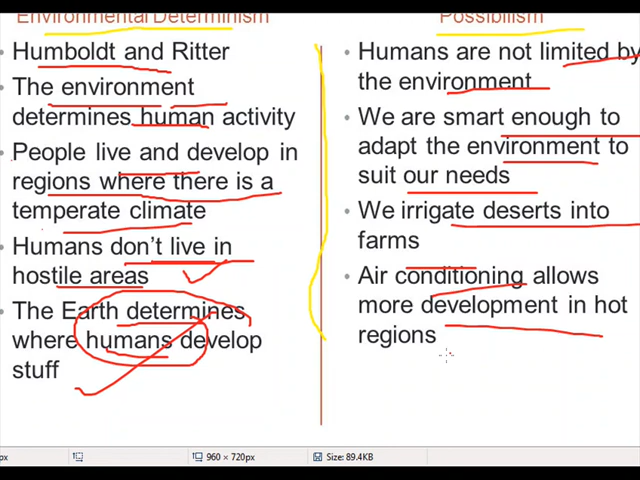 Environmental Determinism
Humboldt and Ritter
The environment
determines human activity
People live and develop in
regions where there is a
temperate climate
Humans don't live in
hostile areas
The Earth determines
where humans develop
stuff
Possibilism
Humans are not limited by
the environment
We are smart enough to
adapt the environment to
suit our needs
We irrigate deserts into
farms
Air conditioning allows
more development in hot
regions
px
960 × 720px
Size: 89.4KB